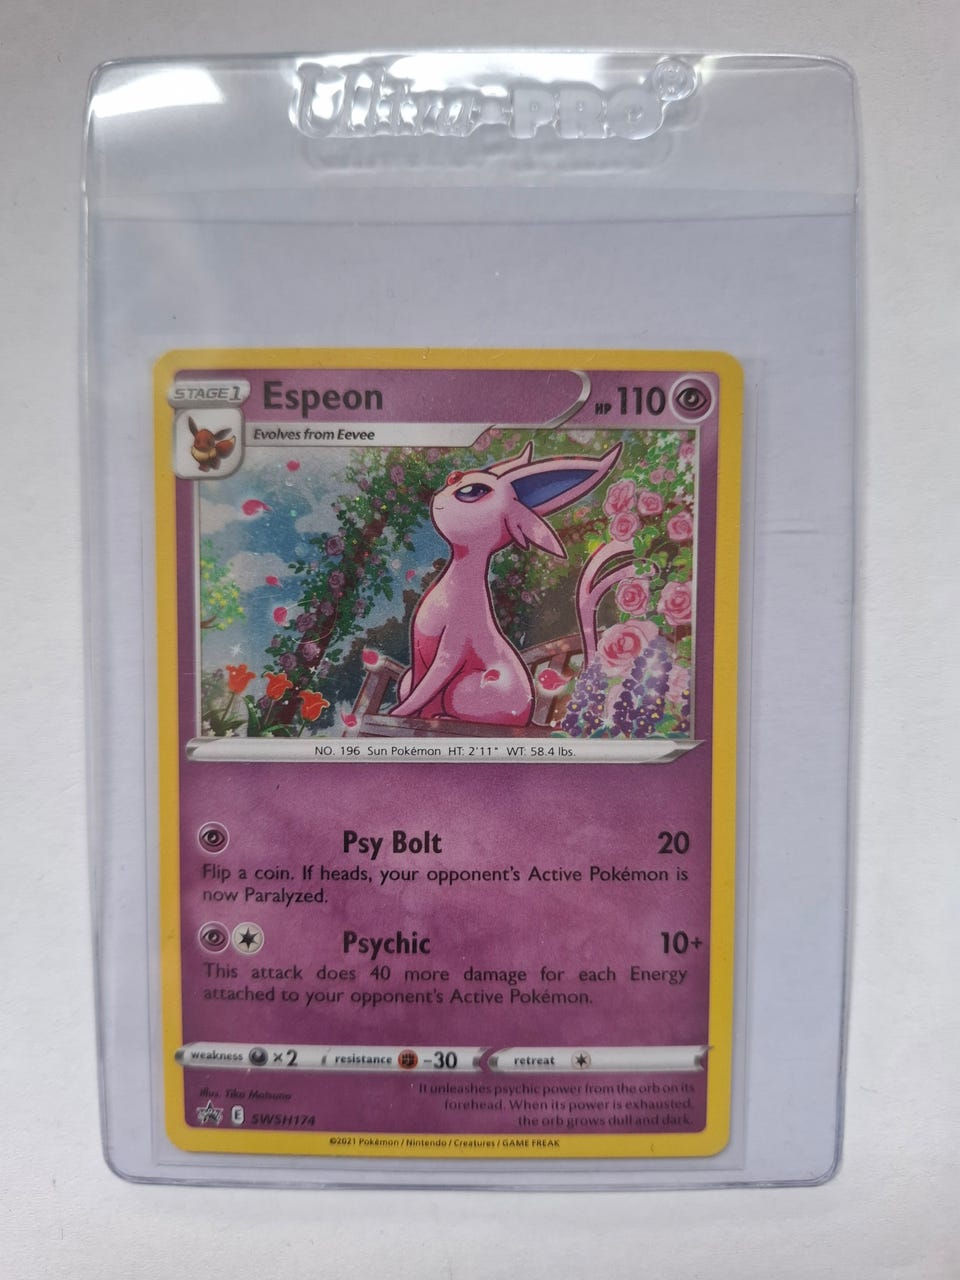 Ultra·PRO®
STAGE 1 Espeon HP 110
Evolves from Eevee
NO. 196 Sun Pokémon HT: 2'11" WT: 58.4 lbs.
Psy Bolt 20
Flip a coin. If heads, your opponent's Active Pokémon is
now Paralyzed.
Psychic 10+
This attack does 40 more damage for each Energy
attached to your opponent's Active Pokémon.
weakness ×2 resistance -30 retreat
Illus. Tika Matsuno
It unleashes psychic power from the orb on its
forehead. When its power is exhausted,
the orb grows dull and dark.
E SWSH174
©2021 Pokémon / Nintendo / Creatures / GAME FREAK